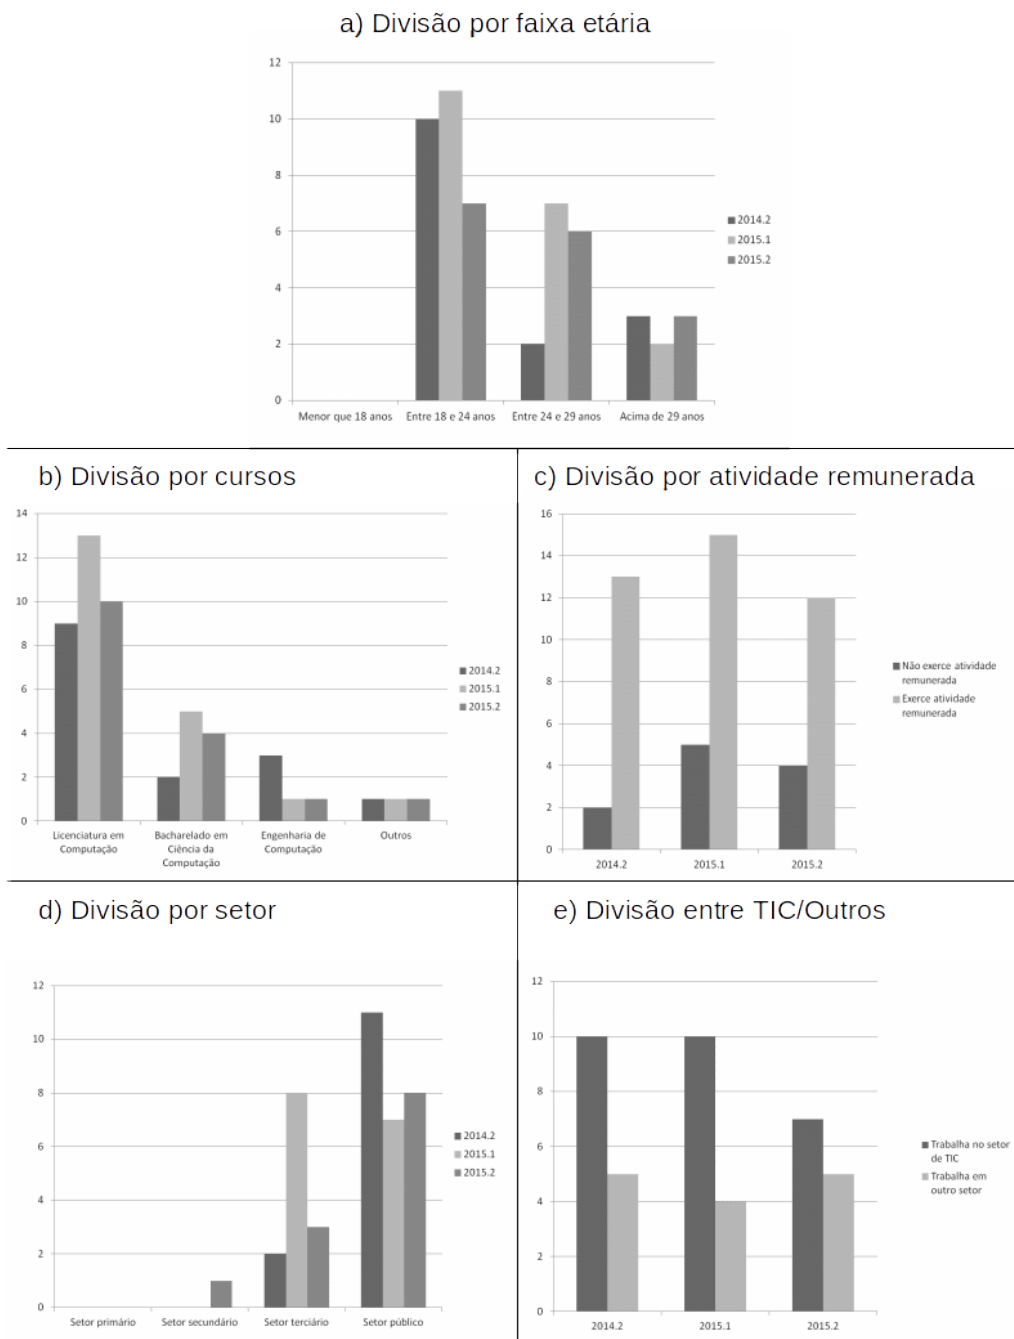 a) Divisão por faixa etária
12
10
8
6
4
2
0
Menor que 18 anos
Entre 18 e 24 anos
Entre 24 e 29 anos
Acima de 29 anos
2014.2
2015.1
2015.2
b) Divisão por cursos
14
12
10
8
6
4
2
0
Licenciatura em
Computação
Bacharelado em
Ciência da
Computação
Engenharia de
Computação
Outros
2014.2
2015.1
2015.2
c) Divisão por atividade remunerada
16
14
12
10
8
6
4
2
0
2014.2
2015.1
2015.2
Não exerce atividade
remunerada
Exerce atividade
remunerada
d) Divisão por setor
12
10
8
6
4
2
0
Setor primário
Setor secundário
Setor terciário
Setor público
2014.2
2015.1
2015.2
e) Divisão entre TIC/Outros
12
10
8
6
4
2
0
2014.2
2015.1
2015.2
Trabalha no setor
de TIC
Trabalha em
outro setor